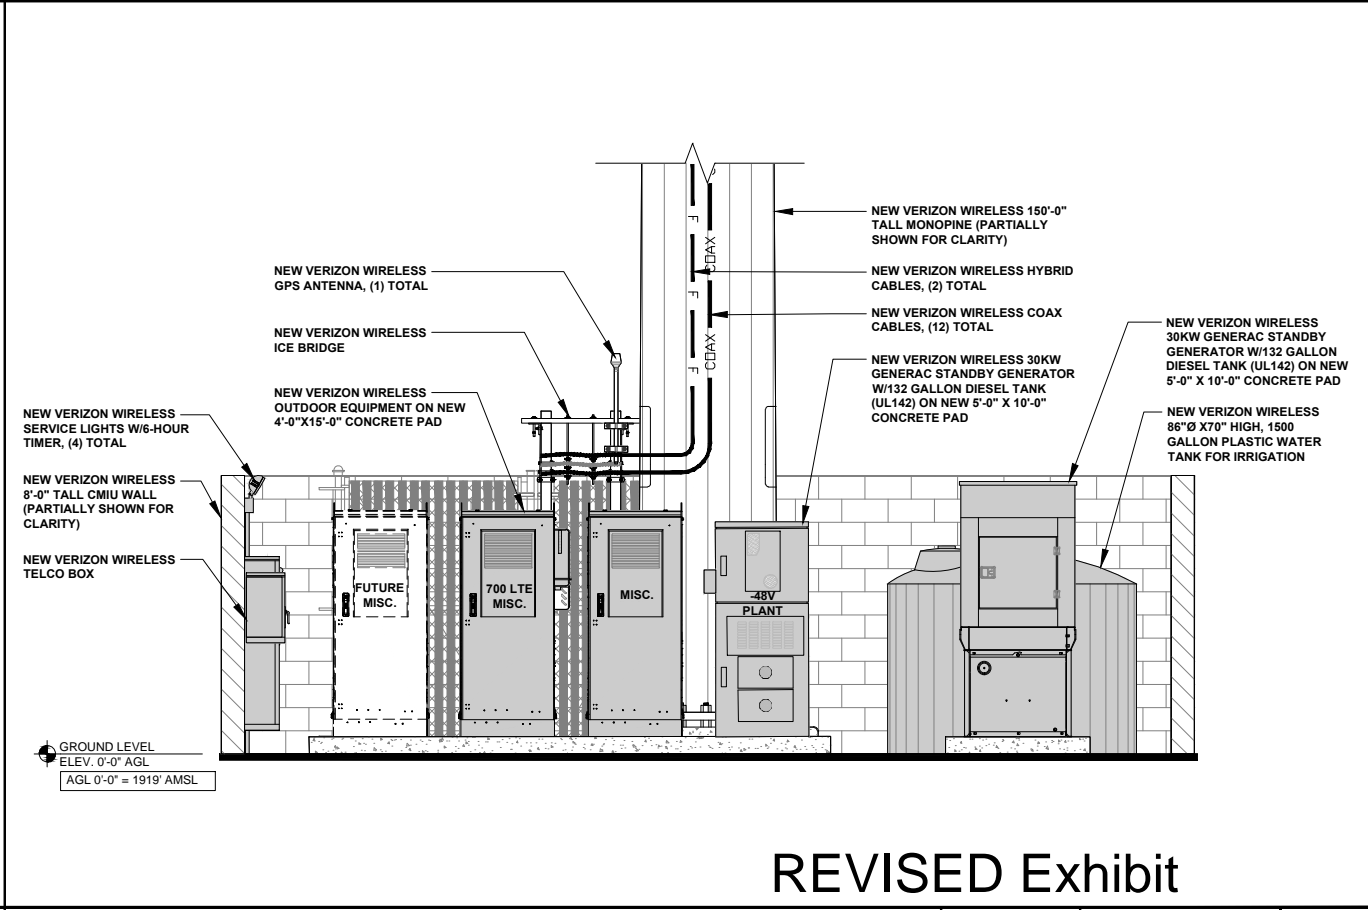 NEW VERIZON WIRELESS 150'-0"
TALL MONOPINE (PARTIALLY
SHOWN FOR CLARITY)
NEW VERIZON WIRELESS HYBRID
CABLES, (2) TOTAL
NEW VERIZON WIRELESS COAX
CABLES, (12) TOTAL
NEW VERIZON WIRELESS 30KW
GENERAC STANDBY GENERATOR
W/132 GALLON DIESEL TANK
(UL142) ON NEW 5'-0" X 10'-0"
CONCRETE PAD
NEW VERIZON WIRELESS
30KW GENERAC STANDBY
GENERATOR W/132 GALLON
DIESEL TANK (UL142) ON NEW
5'-0" X 10'-0" CONCRETE PAD
NEW VERIZON WIRELESS
86"Ø X70" HIGH, 1500
GALLON PLASTIC WATER
TANK FOR IRRIGATION
NEW VERIZON WIRELESS
GPS ANTENNA, (1) TOTAL
NEW VERIZON WIRELESS
ICE BRIDGE
NEW VERIZON WIRELESS
OUTDOOR EQUIPMENT ON NEW
4'-0"X15'-0" CONCRETE PAD
NEW VERIZON WIRELESS
SERVICE LIGHTS W/6-HOUR
TIMER, (4) TOTAL
NEW VERIZON WIRELESS
8'-0" TALL CMIU WALL
(PARTIALLY SHOWN FOR
CLARITY)
NEW VERIZON WIRELESS
TELCO BOX
F
COAX
F
COAX
F
FUTURE
MISC.
700 LTE
MISC.
MISC.
-48V
PLANT
GROUND LEVEL
ELEV. 0'-0" AGL
AGL 0'-0" = 1919' AMSL
REVISED Exhibit